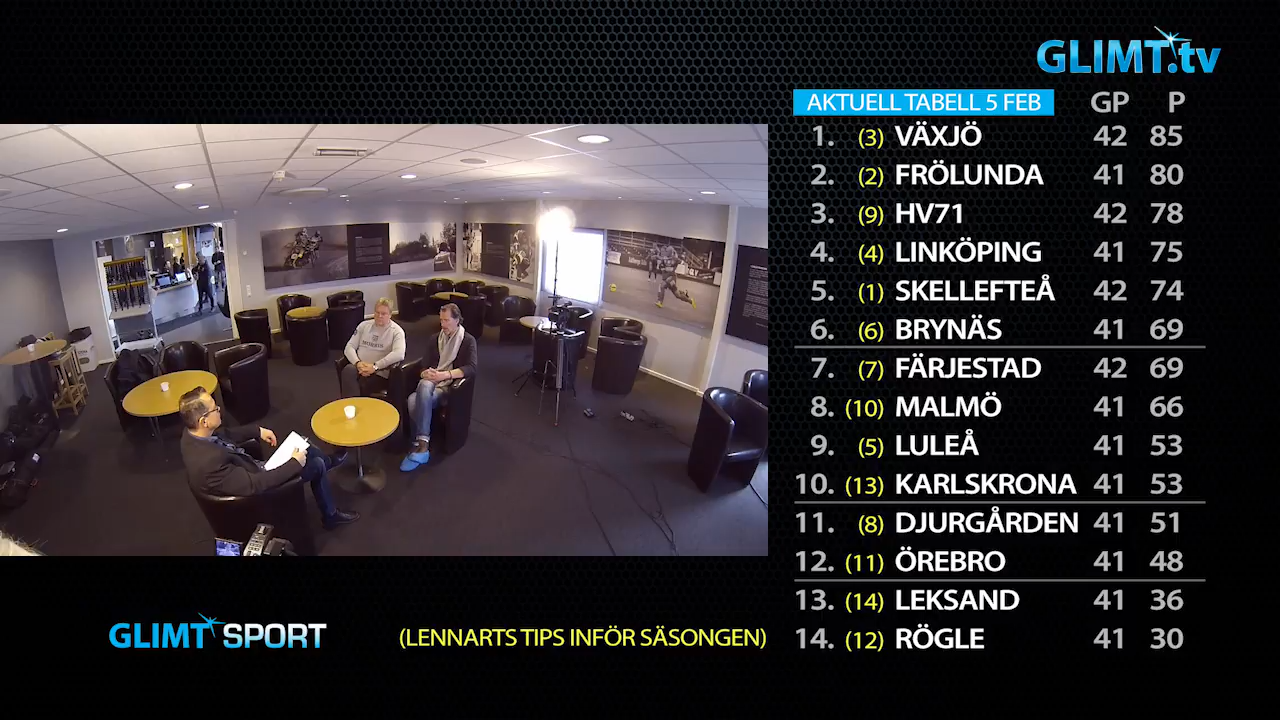 GLIMT.tv
AKTUELL TABELL 5 FEB GP P
1. (3) VÄXJÖ 42 85
2. (2) FRÖLUNDA 41 80
3. (9) HV71 42 78
4. (4) LINKÖPING 41 75
5. (1) SKELLEFTEÅ 42 74
6. (6) BRYNÄS 41 69
7. (7) FÄRJESTAD 42 69
8. (10) MALMÖ 41 66
9. (5) LULEÅ 41 53
10. (13) KARLSKRONA 41 53
11. (8) DJURGÅRDEN 41 51
12. (11) ÖREBRO 41 48
13. (14) LEKSAND 41 36
14. (12) RÖGLE 41 30
GLIMT SPORT
(LENNARTS TIPS INFÖR SÄSONGEN)